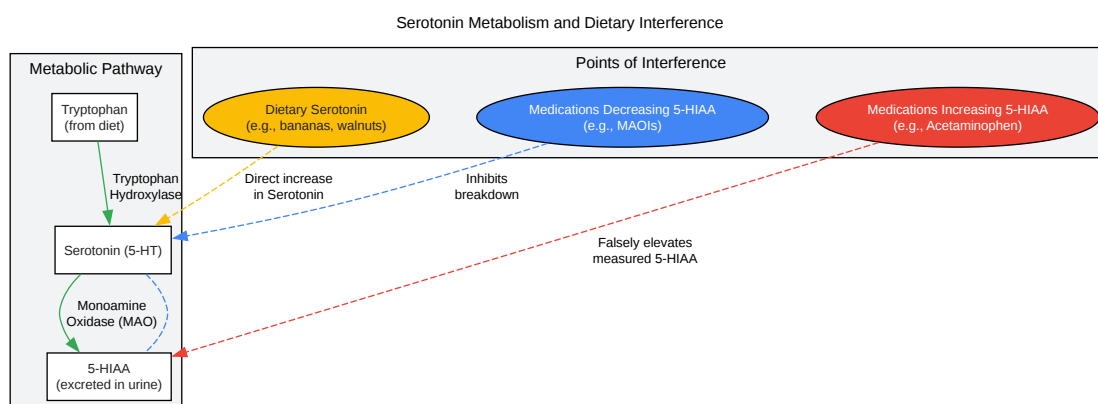 Serotonin Metabolism and Dietary Interference
Metabolic Pathway
Points of Interference
Tryptophan
(from diet)
Dietary Serotonin
(e.g., bananas, walnuts)
Medications Decreasing 5-HIAA
(e.g., MAOIs)
Medications Increasing 5-HIAA
(e.g., Acetaminophen)
Tryptophan
Hydroxylase
Direct increase
in Serotonin
Inhibits
breakdown
Serotonin (5-HT)
Falsely elevates
measured 5-HIAA
Monoamine
Oxidase (MAO)
5-HIAA
(excreted in urine)